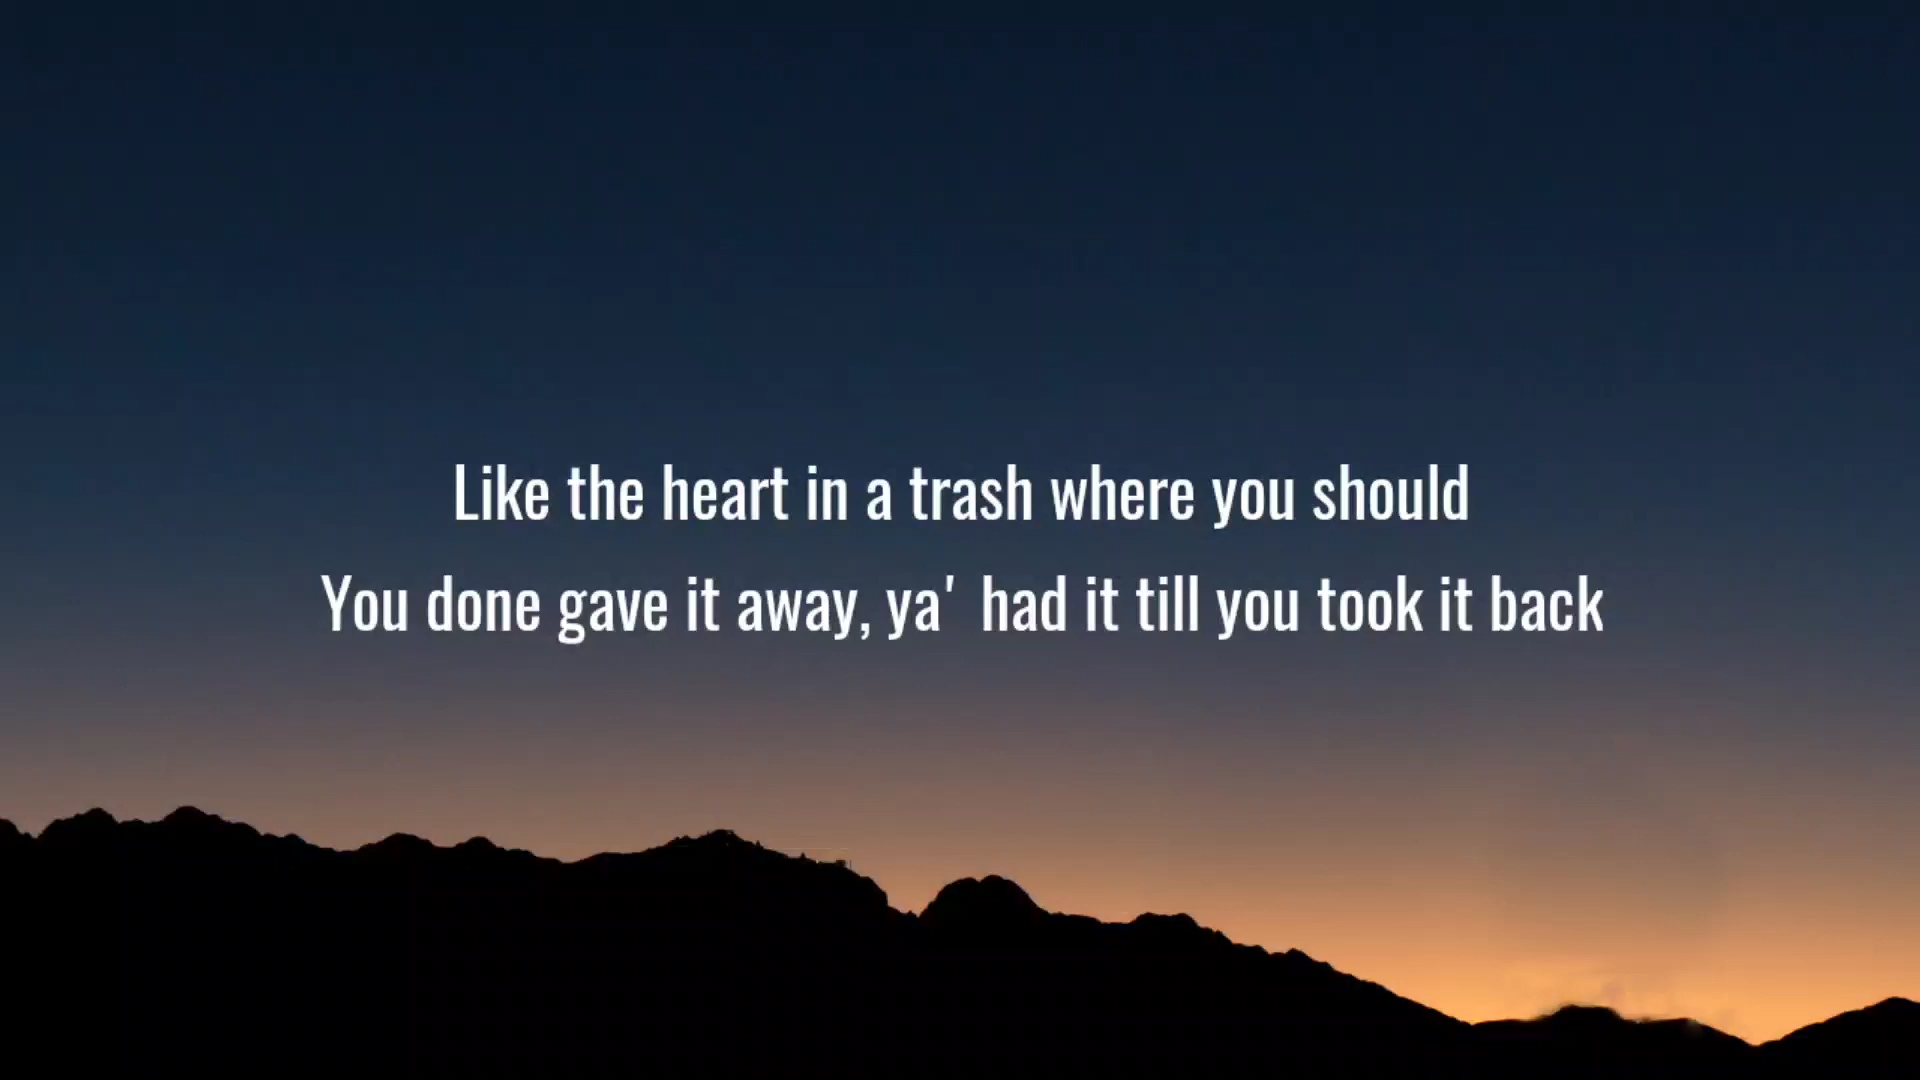 Like the heart in a trash where you should
You done gave it away, ya' had it till you took it back